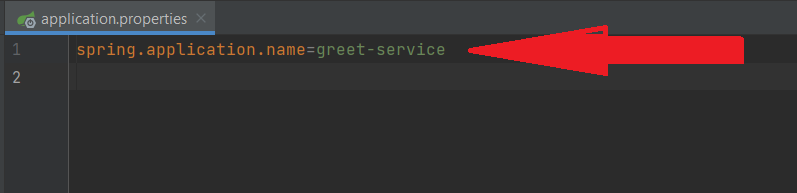 application.properties
1 spring.application.name=greet-service
2